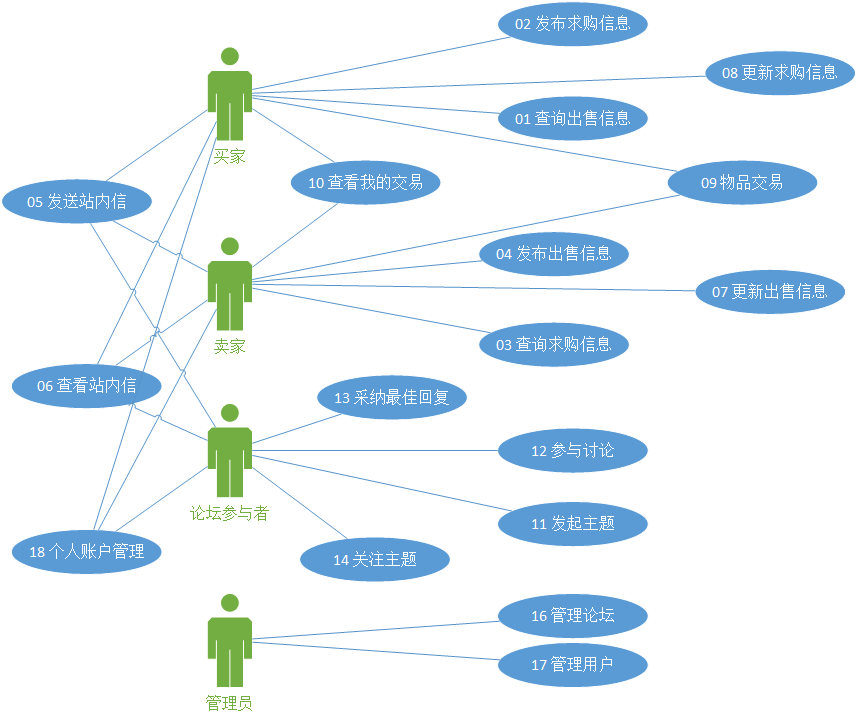 02 发布求购信息
08 更新求购信息
01 查询出售信息
买家
10 查看我的交易
09 物品交易
05 发送站内信
04 发布出售信息
07 更新出售信息
卖家
03 查询求购信息
06 查看站内信
13 采纳最佳回复
12 参与讨论
论坛参与者
11 发起主题
18 个人账户管理
14 关注主题
16 管理论坛
17 管理用户
管理员